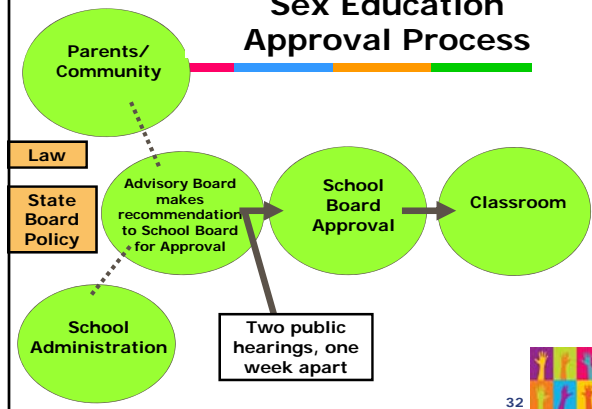 Sex Education
Approval Process
Parents/
Community
Law
State
Board
Policy
Advisory Board
makes
recommendation
to School Board
for Approval
School
Board
Approval
Classroom
School
Administration
Two public
hearings, one
week apart
32